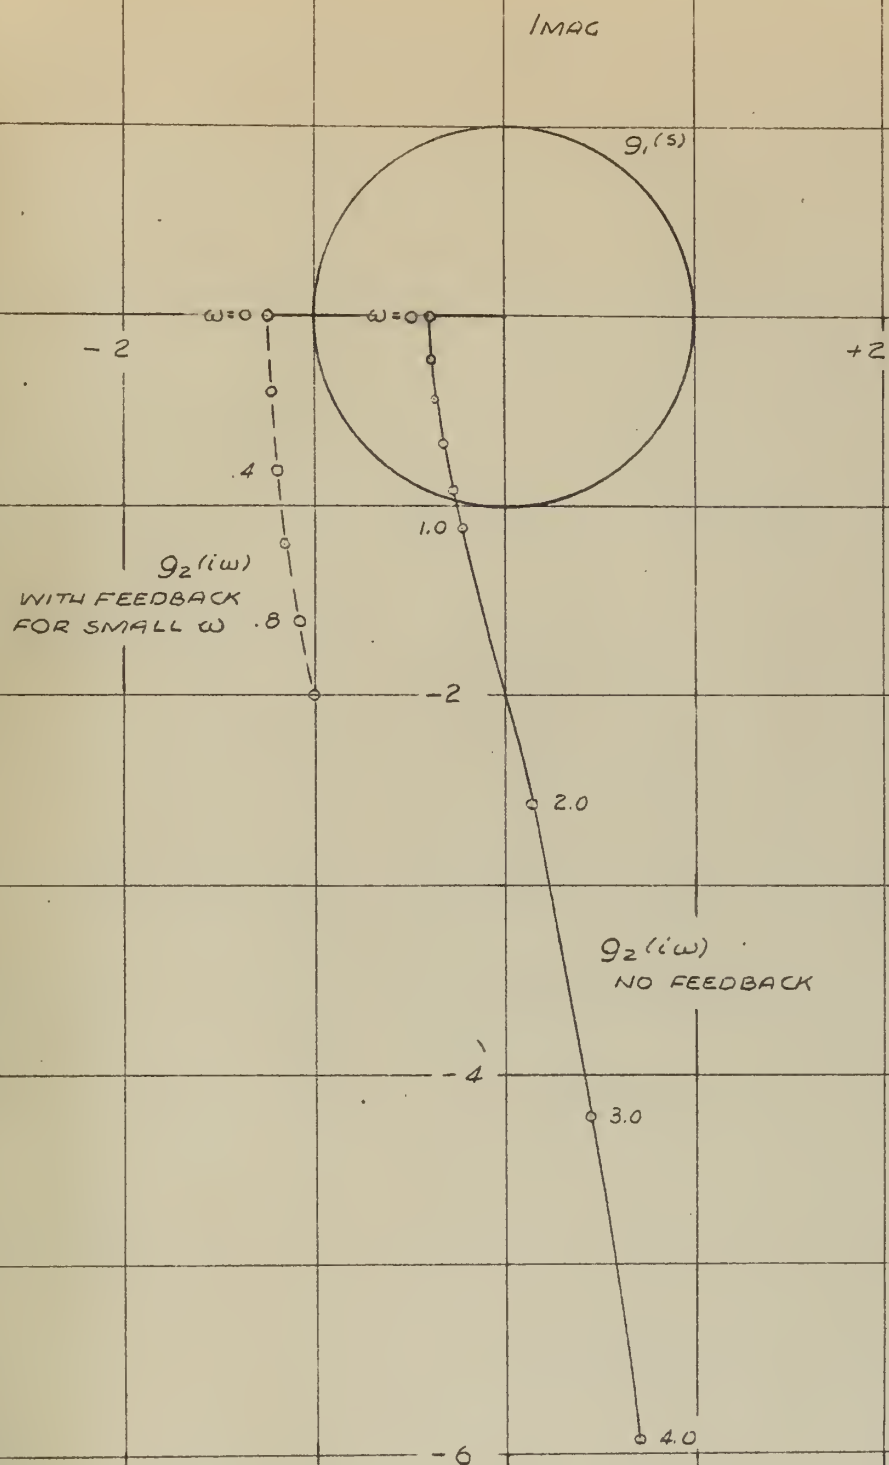 IMAG
g₁(s)
ω=0
ω=0
-2
+2
.4
1.0
g₂(iω)
WITH FEEDBACK
FOR SMALL ω
.8
-2
2.0
g₂(iω)
NO FEEDBACK
-4
3.0
4.0
-6